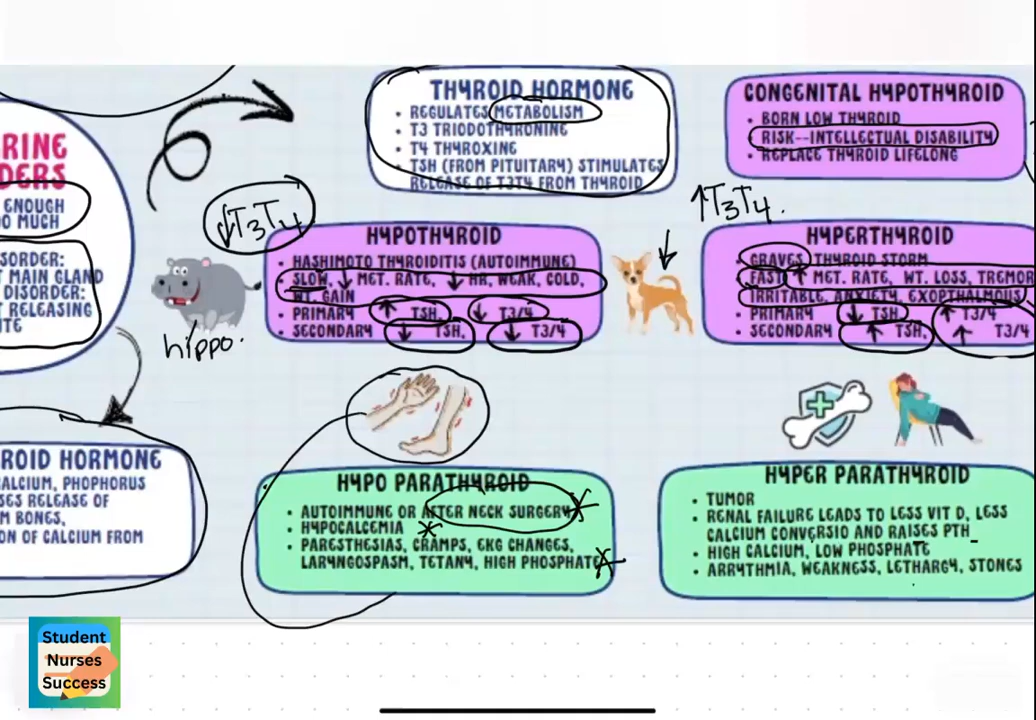 THYROID HORMONE
• REGULATES METABOLISM
• T3 TRIODOTHYRONINE
• T4 THYROXINE
• TSH (FROM PITUITARY) STIMULATES
RELEASE OF T3T4 FROM THYROID
CONGENITAL HYPOTHYROID
• BORN LOW THYROID
• RISK--INTELLECTUAL DISABILITY
• REPLACE THYROID LIFELONG
RINE
DERS
ENOUGH
O MUCH
SORDER:
T MAIN GLAND
DISORDER:
T RELEASING
UTE
↓T3T4
hippo.
HYPOTHYROID
• HASHIMOTO THYROIDITIS (AUTOIMMUNE)
• SLOW, ↓ MET. RATE, ↓ HR, WEAK, COLD,
WT. GAIN
• PRIMARY ↑ TSH, ↓ T3/4
• SECONDARY ↓ TSH, ↓ T3/4
↑T3T4.
HYPERTHYROID
• GRAVES, THYROID STORM
• FAST ↑ MET. RATE, WT. LOSS, TREMOR
IRRITABLE, ANXIETY, EXOPTHALMOUS
• PRIMARY ↓ TSH, ↑ T3/4
• SECONDARY ↑ TSH, ↑ T3/4
ROID HORMONE
ALCIUM, PHOPHORUS
SES RELEASE OF
M BONES,
ON OF CALCIUM FROM
HYPO PARATHYROID
• AUTOIMMUNE OR AFTER NECK SURGERY
• HYPOCALCEMIA
• PARESTHESIAS, CRAMPS, EKG CHANGES,
LARYNGOSPASM, TETANY, HIGH PHOSPHATE
HYPER PARATHYROID
• TUMOR
• RENAL FAILURE LEADS TO LESS VIT D, LESS
CALCIUM CONVERSIO AND RAISES PTH
• HIGH CALCIUM, LOW PHOSPHATE
• ARRYTHMIA, WEAKNESS, LETHARGY, STONES
Student
Nurses
Success